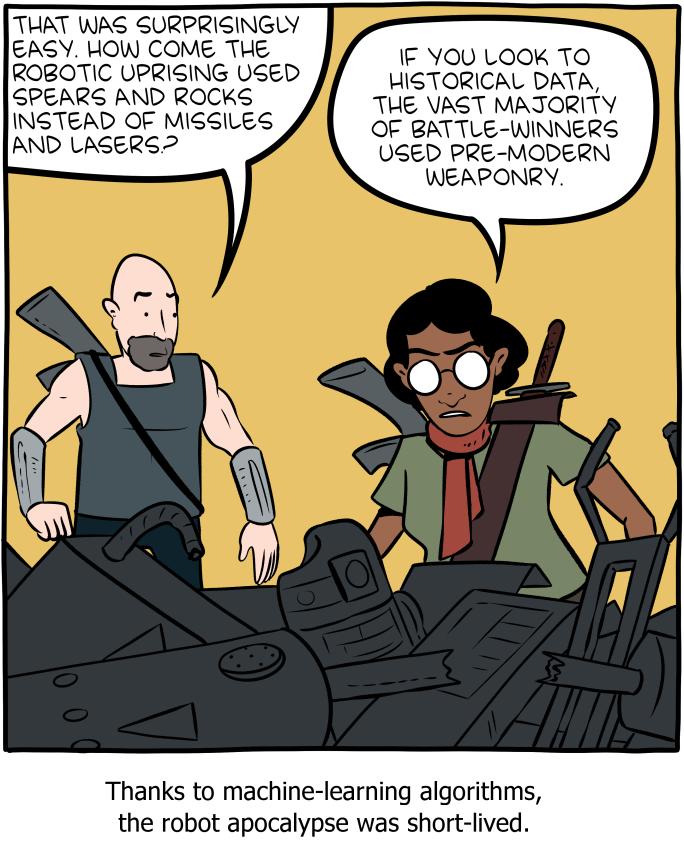 THAT WAS SURPRISINGLY
EASY. HOW COME THE
ROBOTIC UPRISING USED
SPEARS AND ROCKS
INSTEAD OF MISSILES
AND LASERS?
IF YOU LOOK TO
HISTORICAL DATA,
THE VAST MAJORITY
OF BATTLE-WINNERS
USED PRE-MODERN
WEAPONRY.
Thanks to machine-learning algorithms,
the robot apocalypse was short-lived.